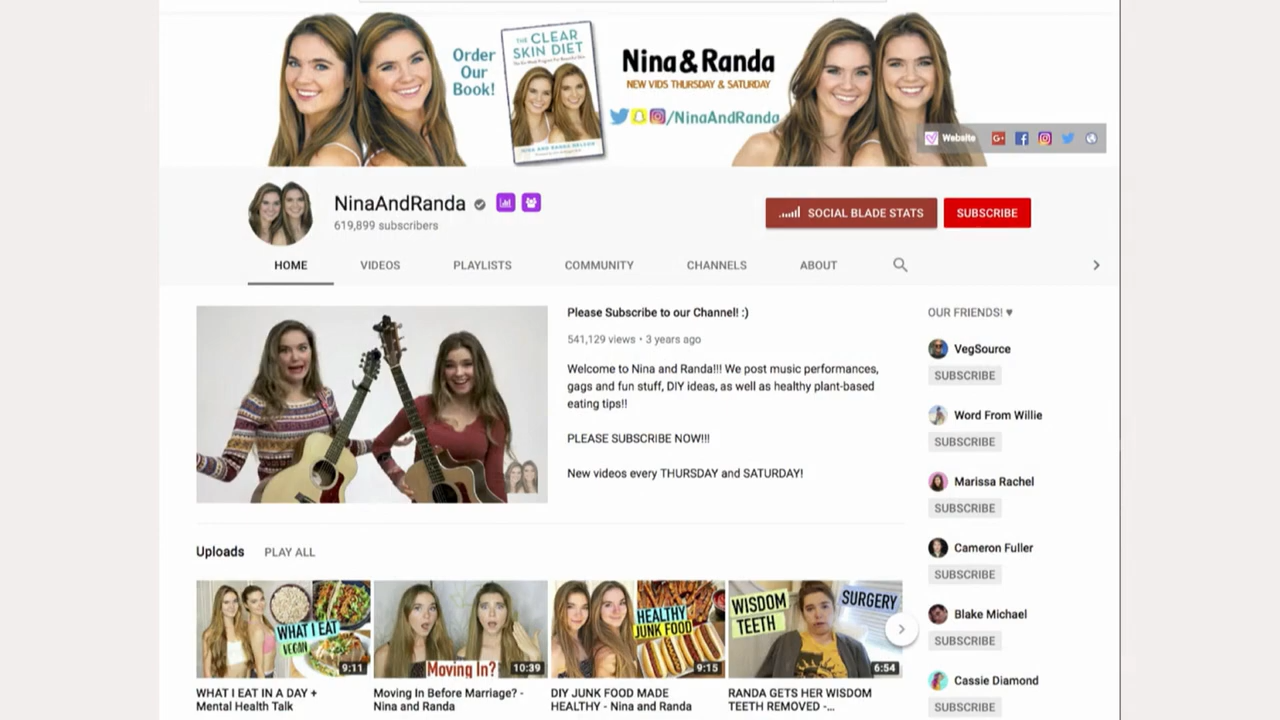 Order
Our
Book!
THE CLEAR
SKIN DIET
NINA AND RANDA NELSON
Nina & Randa
NEW VIDS THURSDAY & SATURDAY
/NinaAndRanda
Website
NinaAndRanda
619,899 subscribers
SOCIAL BLADE STATS
SUBSCRIBE
HOME
VIDEOS
PLAYLISTS
COMMUNITY
CHANNELS
ABOUT
Please Subscribe to our Channel! :)
541,129 views • 3 years ago
Welcome to Nina and Randa!!! We post music performances,
gags and fun stuff, DIY ideas, as well as healthy plant-based
eating tips!!
PLEASE SUBSCRIBE NOW!!!
New videos every THURSDAY and SATURDAY!
OUR FRIENDS! ♥
VegSource
SUBSCRIBE
Word From Willie
SUBSCRIBE
Marissa Rachel
SUBSCRIBE
Cameron Fuller
SUBSCRIBE
Blake Michael
SUBSCRIBE
Cassie Diamond
SUBSCRIBE
Uploads PLAY ALL
WHAT I EAT
VEGAN
9:11
WHAT I EAT IN A DAY +
Mental Health Talk
Moving In?
10:39
Moving In Before Marriage? -
Nina and Randa
HEALTHY
JUNK FOOD
9:15
DIY JUNK FOOD MADE
HEALTHY - Nina and Randa
WISDOM
TEETH
SURGERY
6:54
RANDA GETS HER WISDOM
TEETH REMOVED -...